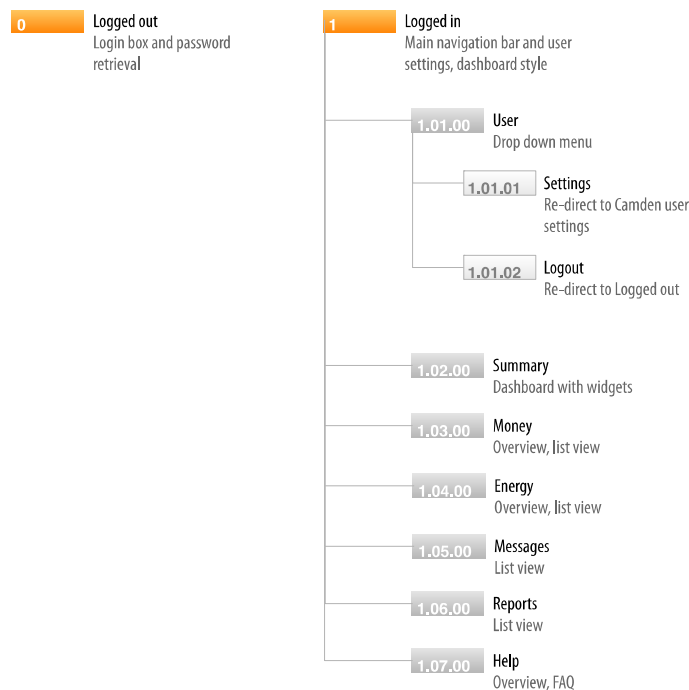 0
Logged out
Login box and password
retrieval
1
Logged in
Main navigation bar and user
settings, dashboard style
1.01.00
User
Drop down menu
1.01.01
Settings
Re-direct to Camden user
settings
1.01.02
Logout
Re-direct to Logged out
1.02.00
Summary
Dashboard with widgets
1.03.00
Money
Overview, list view
1.04.00
Energy
Overview, list view
1.05.00
Messages
List view
1.06.00
Reports
List view
1.07.00
Help
Overview, FAQ